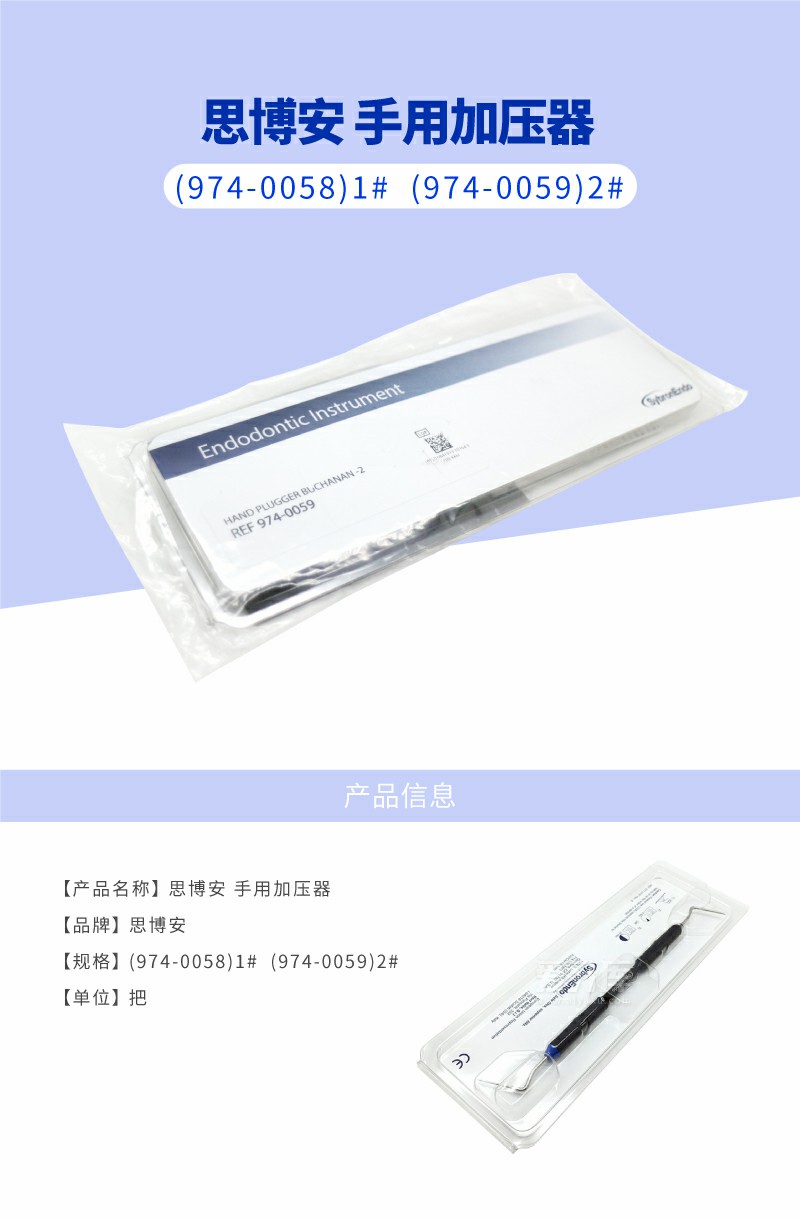 思博安 手用加压器
(974-0058)1# (974-0059)2#
Endodontic Instrument
SybronEndo
HAND PLUGGER BUCHANAN -2
REF 974-0059
产品信息
【产品名称】思博安 手用加压器
【品牌】思博安
【规格】(974-0058)1# (974-0059)2#
【单位】把
SybronEndo
CE